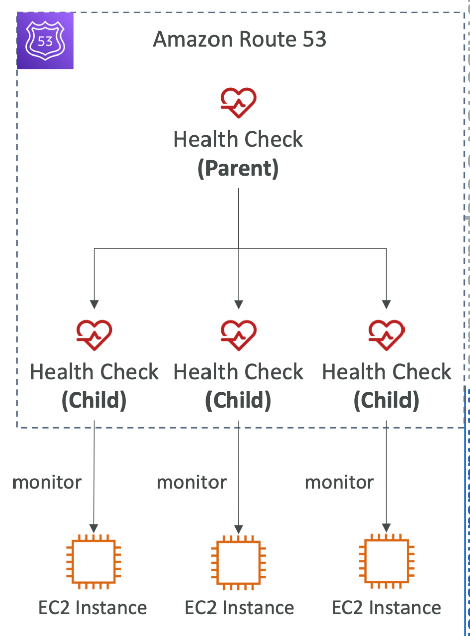 53
Amazon Route 53
Health Check
(Parent)
Health Check
(Child)
Health Check
(Child)
Health Check
(Child)
monitor
monitor
monitor
EC2 Instance
EC2 Instance
EC2 Instance